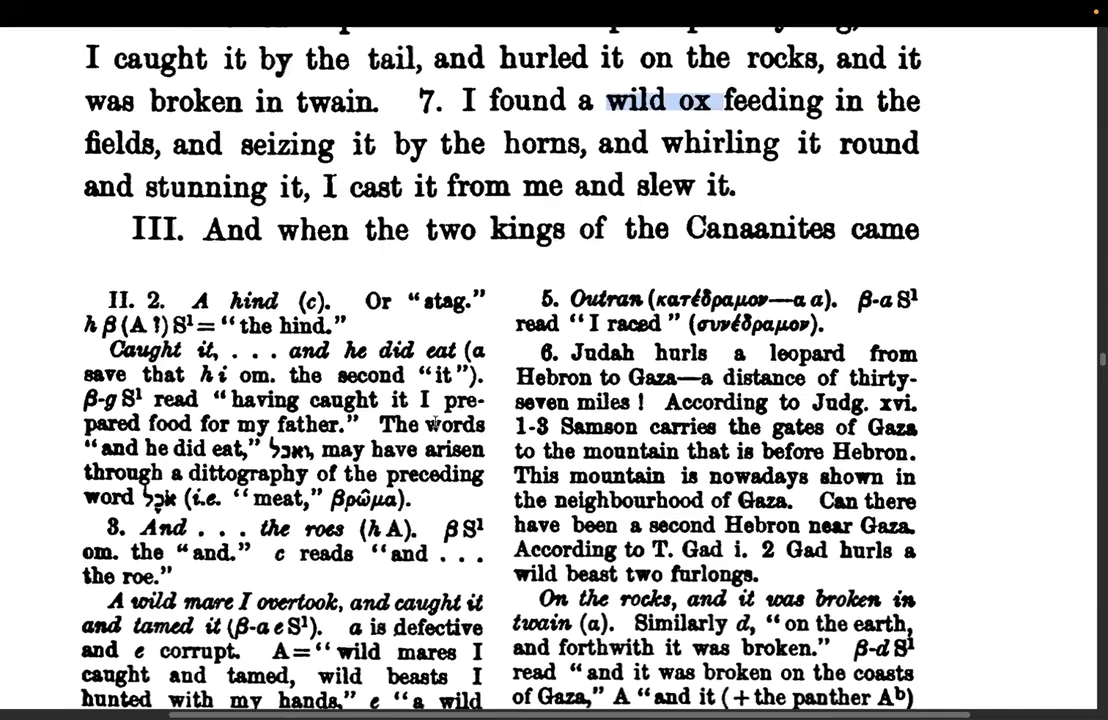 I caught it by the tail, and hurled it on the rocks, and it
was broken in twain. 7. I found a wild ox feeding in the
fields, and seizing it by the horns, and whirling it round
and stunning it, I cast it from me and slew it.
III. And when the two kings of the Canaanites came
II. 2. A hind (c). Or “stag.”
h β (A ?) S¹ = “the hind.”
Caught it, . . . and he did eat (a
save that h i om. the second “it”).
β-g S¹ read “having caught it I pre-
pared food for my father.” The words
“and he did eat,” ויאכל, may have arisen
through a dittography of the preceding
word אכל (i.e. “meat,” βρῶμα).
3. And . . . the roes (h A). β S¹
om. the “and.” c reads “and . . .
the roe.”
A wild mare I overtook, and caught it
and tamed it (β-a e S¹). a is defective
and e corrupt. A = “wild mares I
caught and tamed, wild beasts I
hunted with my hands,” e “a wild
5. Outran (κατέδραμον—a a). β-a S¹
read “I raced” (συνέδραμον).
6. Judah hurls a leopard from
Hebron to Gaza—a distance of thirty-
seven miles ! According to Judg. xvi.
1-3 Samson carries the gates of Gaza
to the mountain that is before Hebron.
This mountain is nowadays shown in
the neighbourhood of Gaza. Can there
have been a second Hebron near Gaza.
According to T. Gad i. 2 Gad hurls a
wild beast two furlongs.
On the rocks, and it was broken in
twain (a). Similarly d, “on the earth,
and forthwith it was broken.” β-d S¹
read “and it was broken on the coasts
of Gaza,” A “and it (+ the panther Aᵇ)